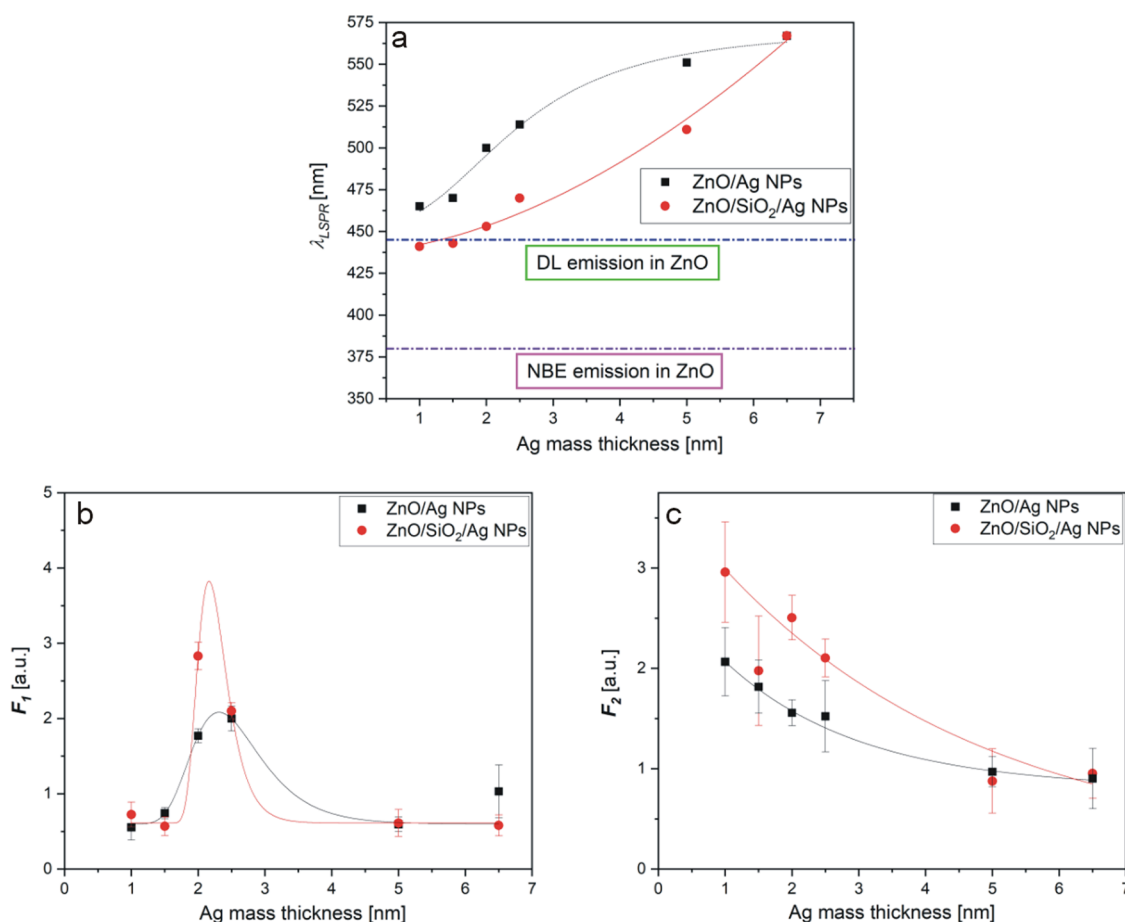 a
575
550
525
500
475
450
425
400
375
350
λLSPR [nm]
ZnO/Ag NPs
ZnO/SiO₂/Ag NPs
DL emission in ZnO
NBE emission in ZnO
1 2 3 4 5 6 7
Ag mass thickness [nm]
b
5
4
3
2
1
0
F₁ [a.u.]
ZnO/Ag NPs
ZnO/SiO₂/Ag NPs
0 1 2 3 4 5 6 7
Ag mass thickness [nm]
c
3
2
1
0
F₂ [a.u.]
ZnO/Ag NPs
ZnO/SiO₂/Ag NPs
0 1 2 3 4 5 6 7
Ag mass thickness [nm]